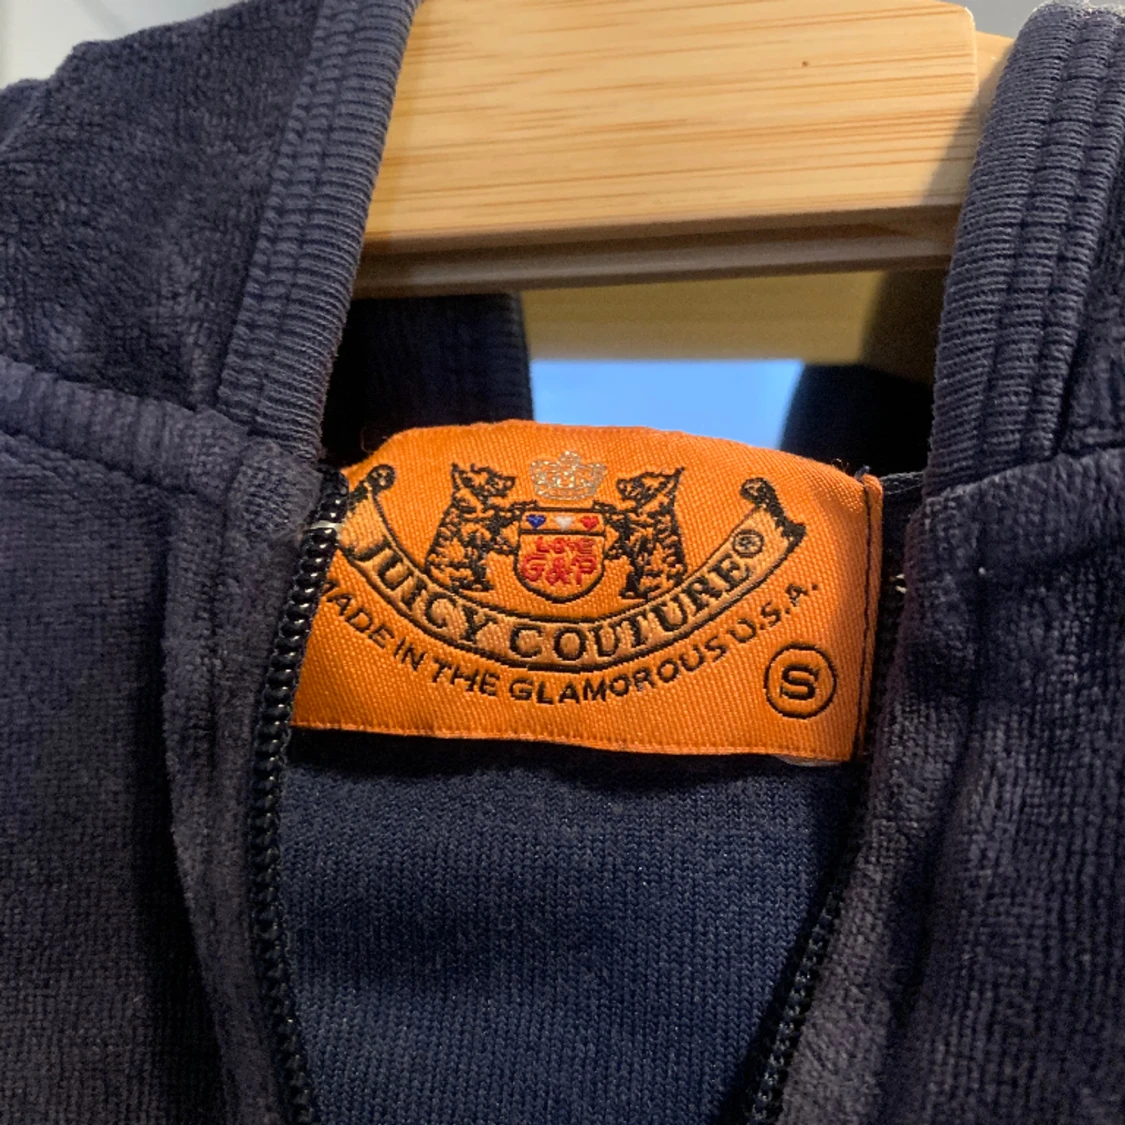 LOVE
G&P
JUICY COUTURE®
MADE IN THE GLAMOROUS U.S.A.
S